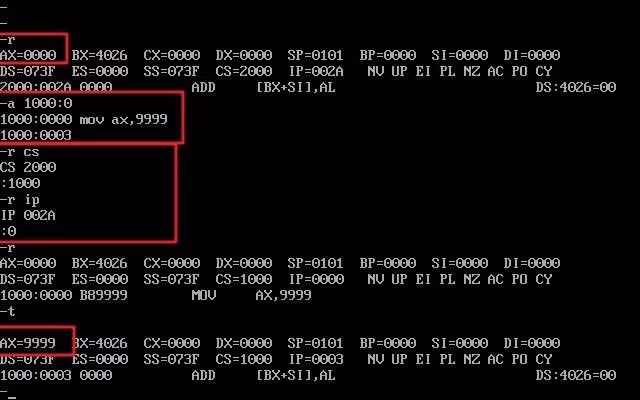 -
-
-r
AX=0000 BX=4026 CX=0000 DX=0000 SP=0101 BP=0000 SI=0000 DI=0000
DS=073F ES=0000 SS=073F CS=2000 IP=002A NV UP EI PL NZ AC PO CY
2000:002A 0000 ADD [BX+SI],AL DS:4026=00
-a 1000:0
1000:0000 mov ax,9999
1000:0003
-r cs
CS 2000
:1000
-r ip
IP 002A
:0
-r
AX=0000 BX=4026 CX=0000 DX=0000 SP=0101 BP=0000 SI=0000 DI=0000
DS=073F ES=0000 SS=073F CS=1000 IP=0000 NV UP EI PL NZ AC PO CY
1000:0000 B89999 MOV AX,9999
-t
AX=9999 BX=4026 CX=0000 DX=0000 SP=0101 BP=0000 SI=0000 DI=0000
DS=073F ES=0000 SS=073F CS=1000 IP=0003 NV UP EI PL NZ AC PO CY
1000:0003 0000 ADD [BX+SI],AL DS:4026=00
-_